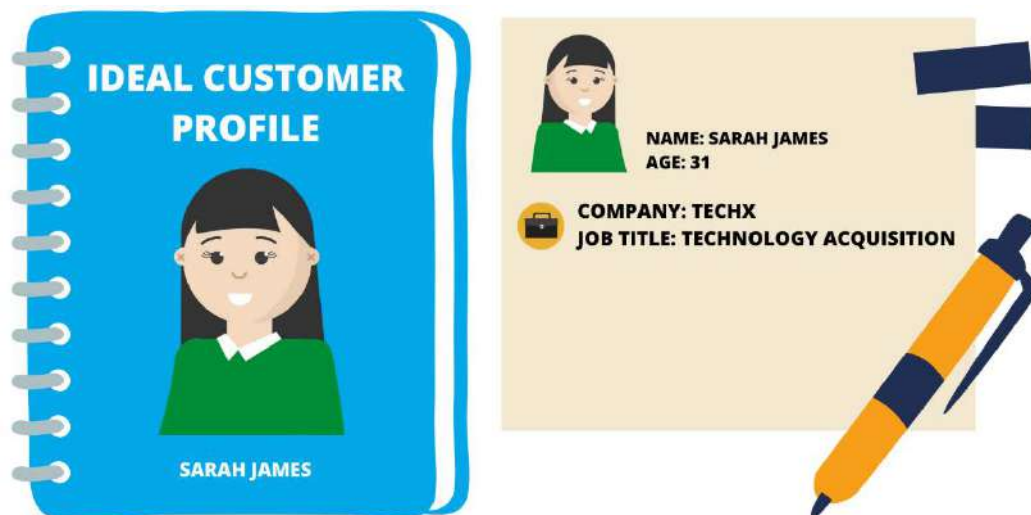 IDEAL CUSTOMER
PROFILE
SARAH JAMES
NAME: SARAH JAMES
AGE: 31
COMPANY: TECHX
JOB TITLE: TECHNOLOGY ACQUISITION